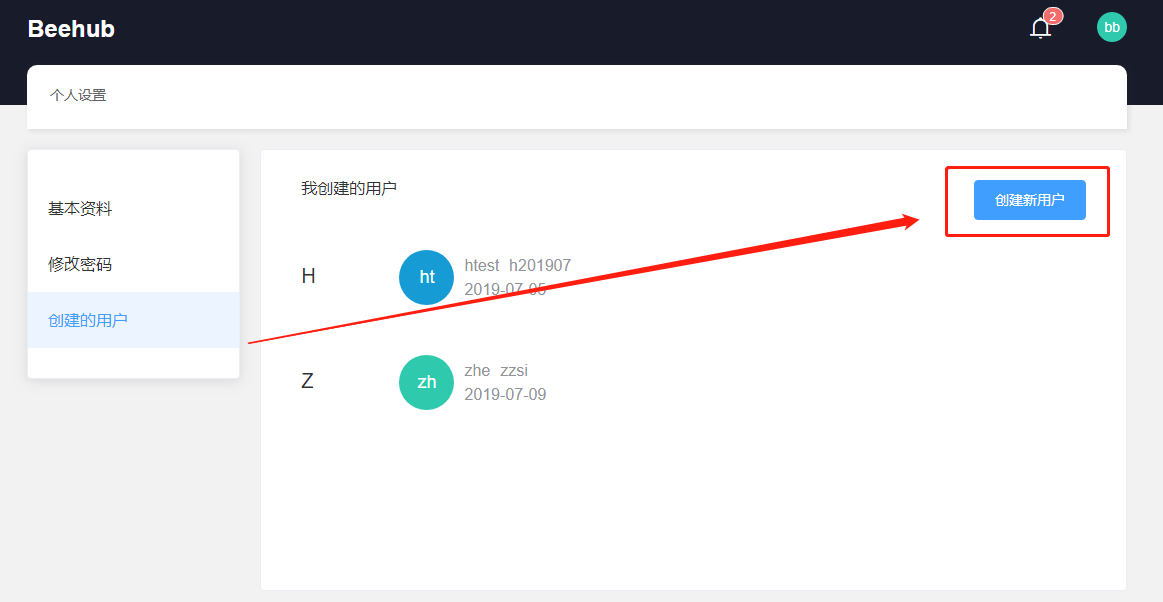 Beehub
2
bb
个人设置
基本资料
修改密码
创建的用户
我创建的用户
创建新用户
H
ht
htest h201907
2019-07-05
Z
zh
zhe zzsi
2019-07-09